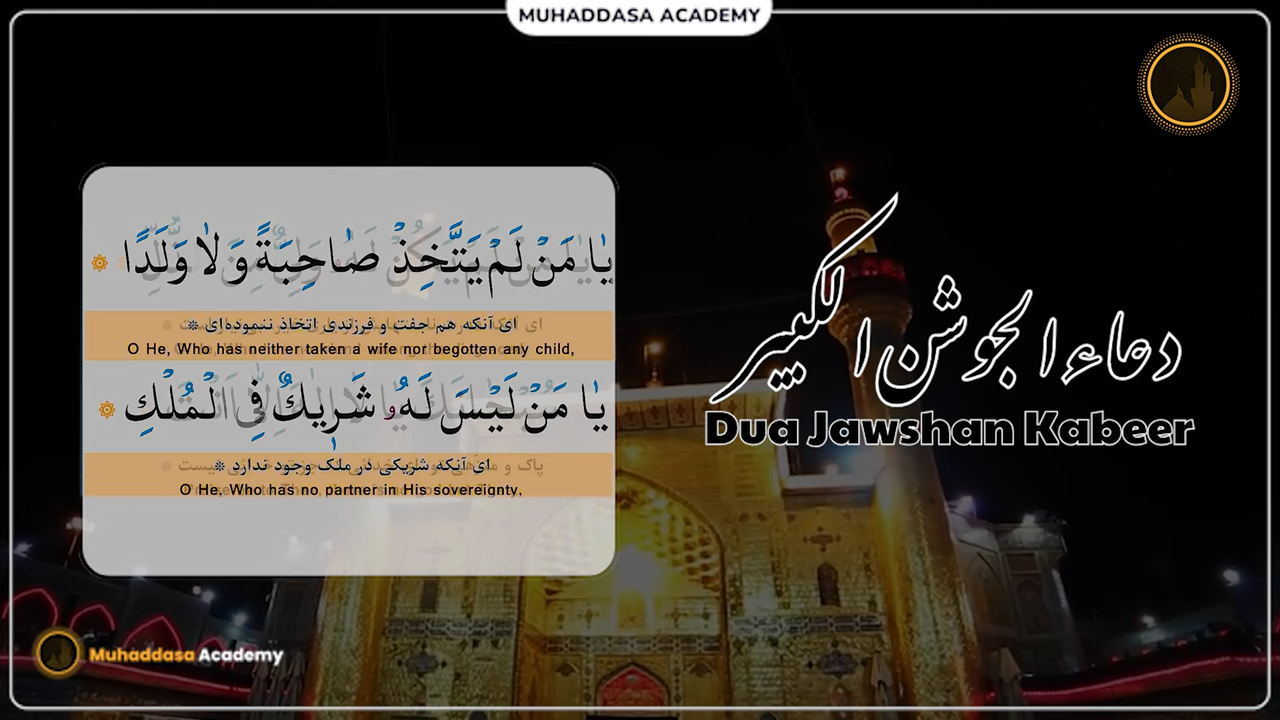 MUHADDASA ACADEMY
يٰا مَنْ لَمْ يَتَّخِذْ صٰاحِبَةً وَلاٰ وَلَدًا ۞
ای آنکه هم جفت و فرزندی اتخاذ ننموده‌ای *
O He, Who has neither taken a wife nor begotten any child,
يٰا مَنْ لَيْسَ لَهُو شَرِيكٌ فِي الْمُلْكِ ۞
ای آنکه شریکی در ملک وجود ندارد *
O He, Who has no partner in His sovereignty,
دعاء الجوشن الكبير
Dua Jawshan Kabeer
Muhaddasa Academy